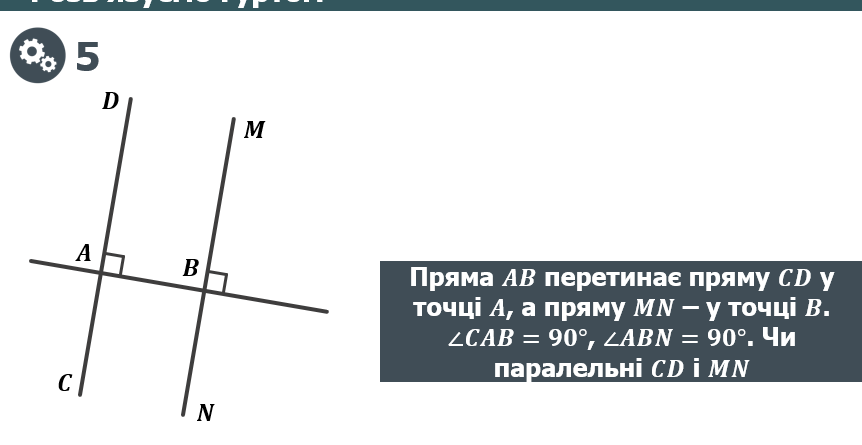 5
D
M
A
B
C
N
Пряма AB перетинає пряму CD у
точці A, а пряму MN – у точці B.
∠CAB = 90°, ∠ABN = 90°. Чи
паралельні CD і MN